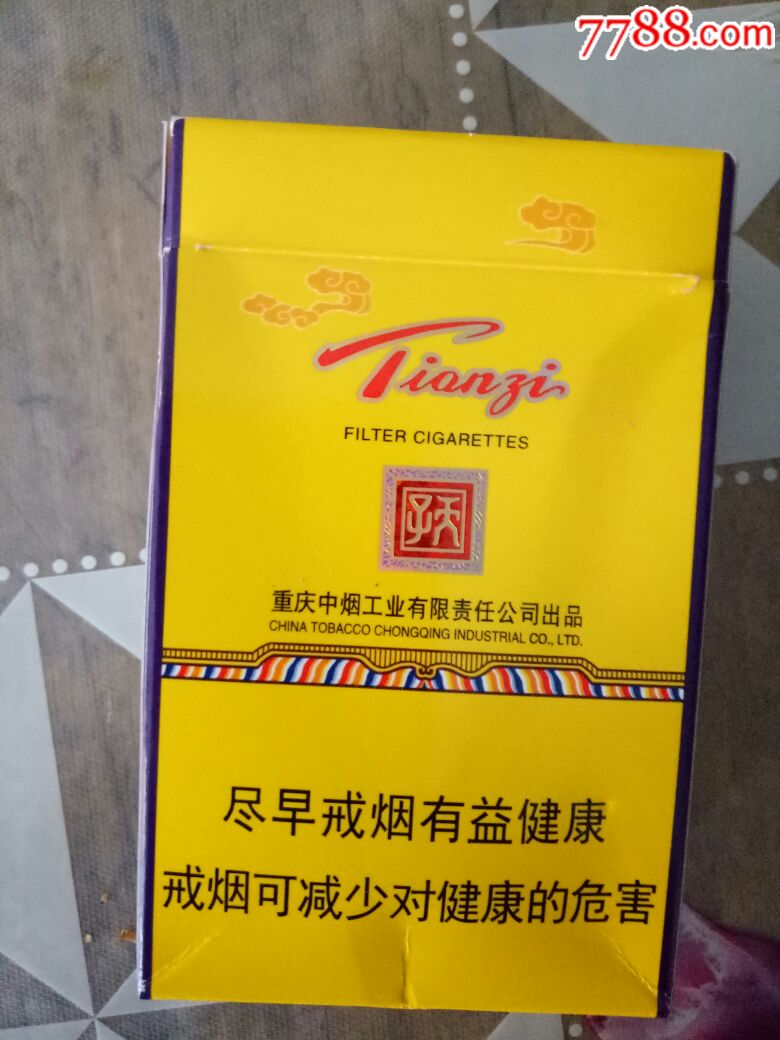 7788.com
Tianzi
FILTER CIGARETTES
天子
重庆中烟工业有限责任公司出品
CHINA TOBACCO CHONGQING INDUSTRIAL CO., LTD.
尽早戒烟有益健康
戒烟可减少对健康的危害